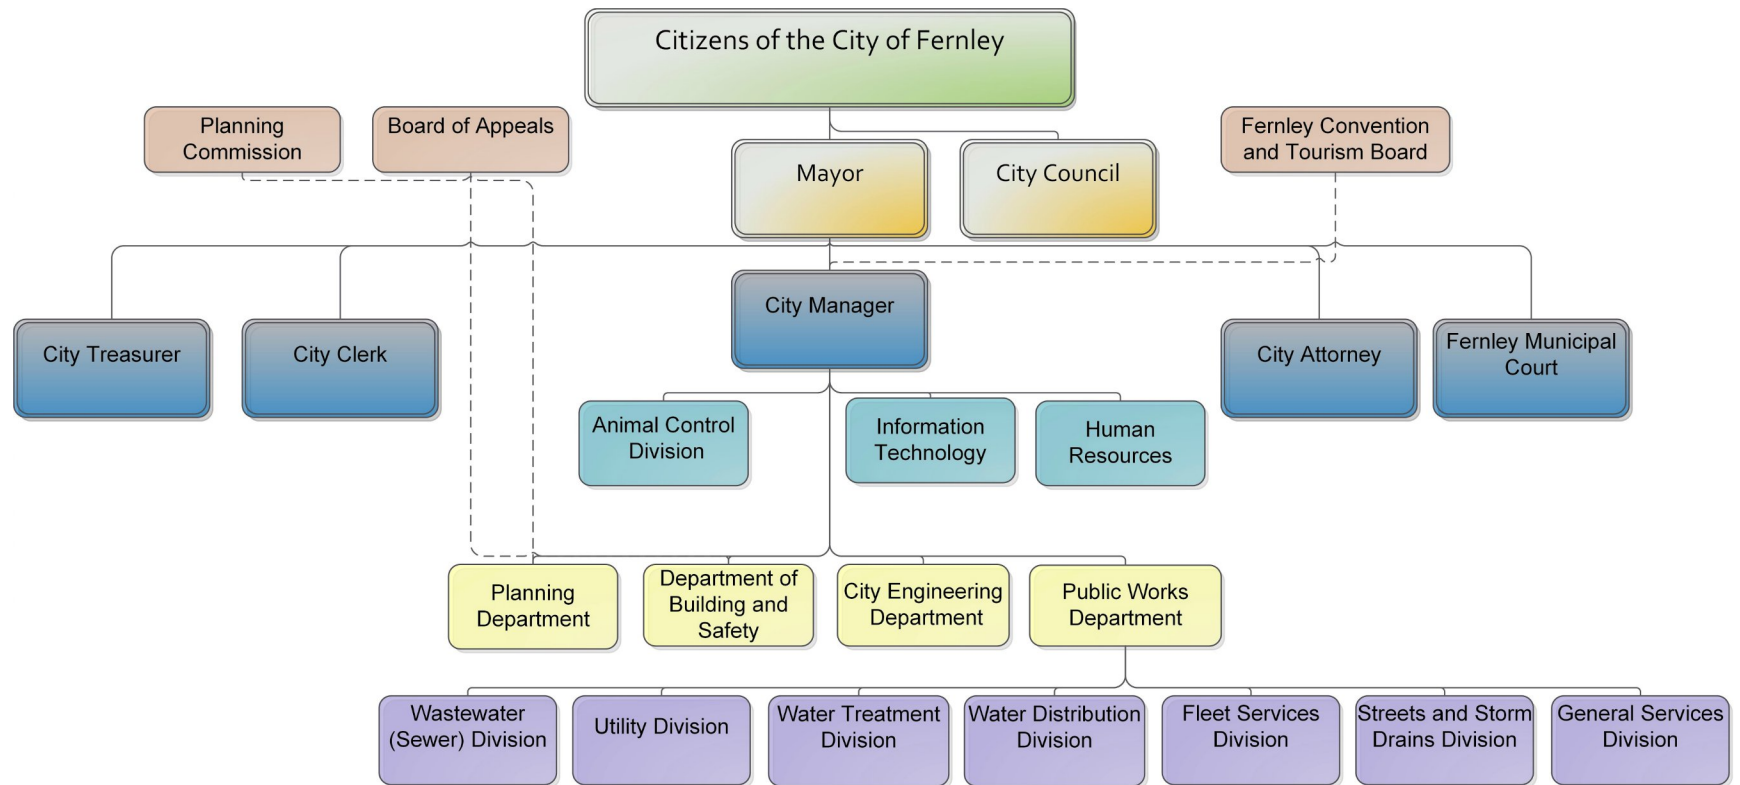 Citizens of the City of Fernley
Planning
Commission
Board of Appeals
Fernley Convention
and Tourism Board
Mayor
City Council
City Manager
City Treasurer
City Clerk
City Attorney
Fernley Municipal
Court
Animal Control
Division
Information
Technology
Human
Resources
Planning
Department
Department of
Building and
Safety
City Engineering
Department
Public Works
Department
Wastewater
(Sewer) Division
Utility Division
Water Treatment
Division
Water Distribution
Division
Fleet Services
Division
Streets and Storm
Drains Division
General Services
Division